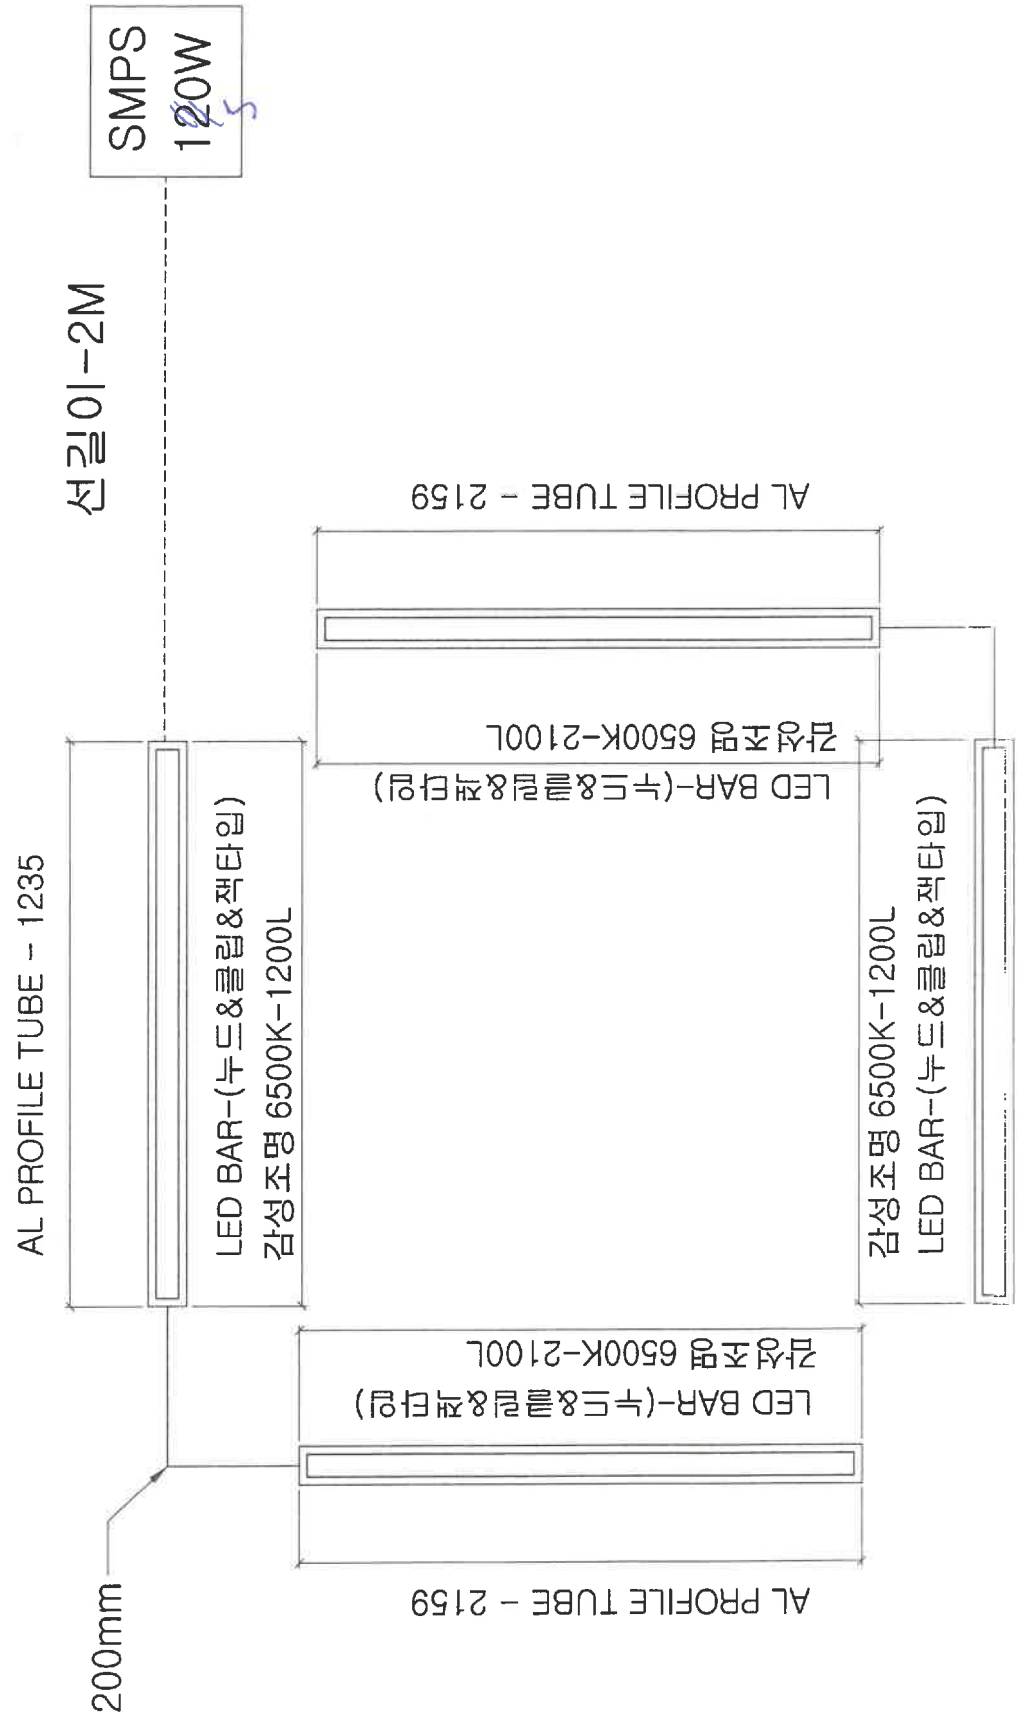 SMPS
120W
5
선길이-2M
AL PROFILE TUBE - 1235
LED BAR-(누드&클립&잭타입)
감성조명 6500K-1200L
AL PROFILE TUBE - 2159
감성조명 6500K-2100L
LED BAR-(누드&클립&잭타입)
감성조명 6500K-1200L
LED BAR-(누드&클립&잭타입)
감성조명 6500K-2100L
LED BAR-(누드&클립&잭타입)
AL PROFILE TUBE - 2159
200mm